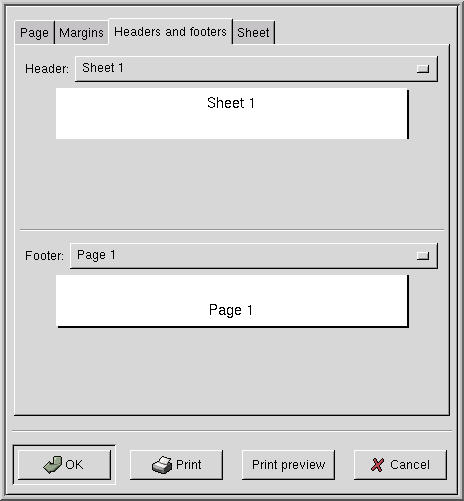 Page Margins Headers and footers Sheet
Header: Sheet 1
Sheet 1
Footer: Page 1
Page 1
OK Print Print preview Cancel